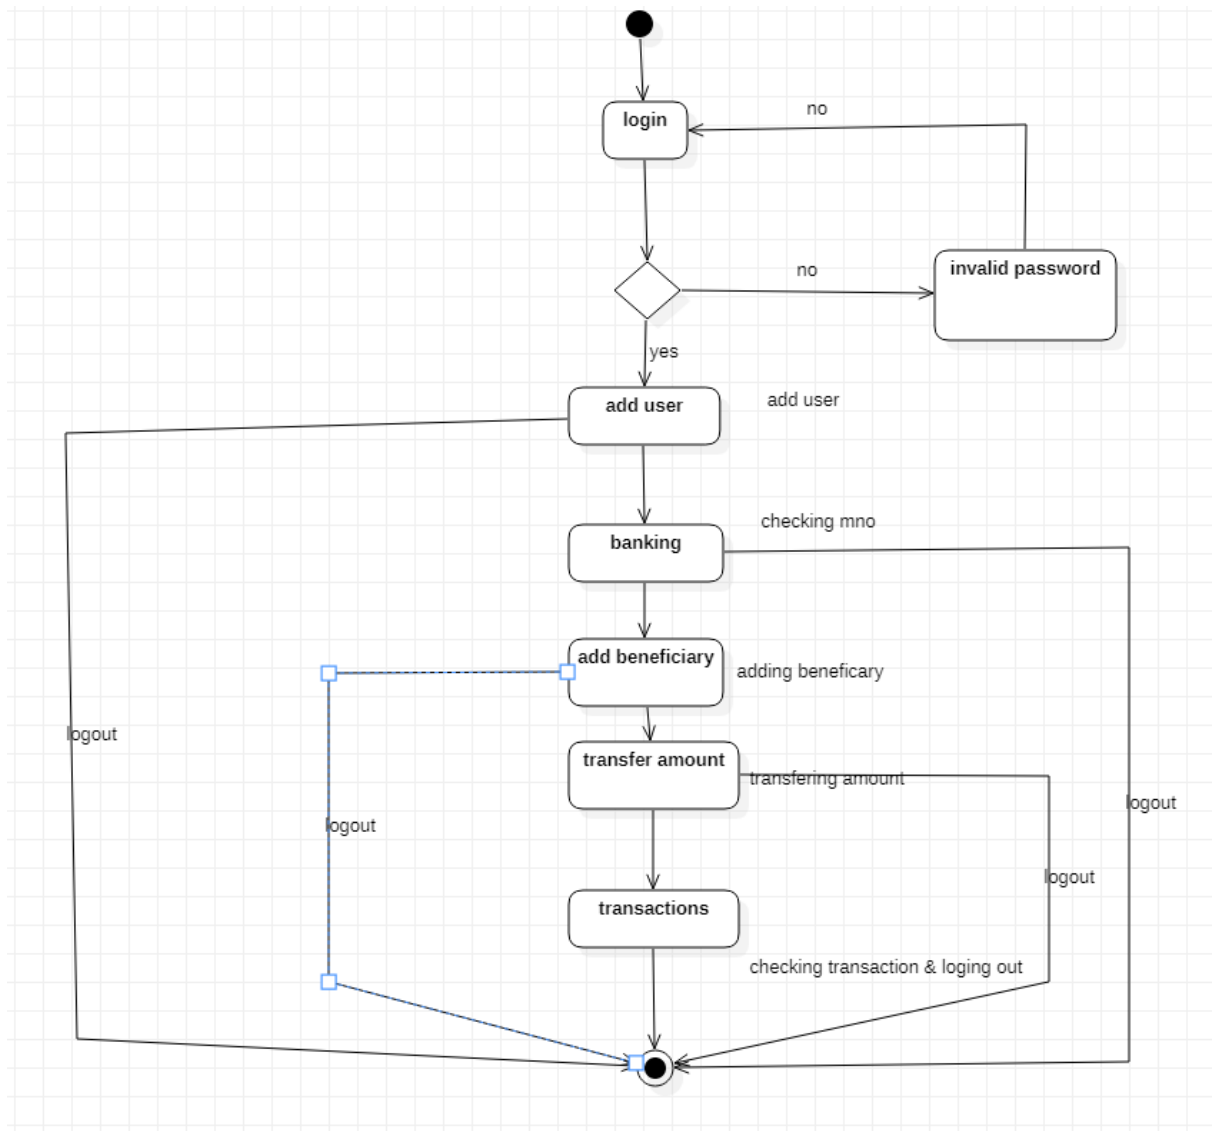 no
login
no
invalid password
yes
add user
add user
checking mno
banking
add beneficiary
adding beneficary
logout
transfer amount
transfering amount
logout
logout
logout
transactions
checking transaction & loging out